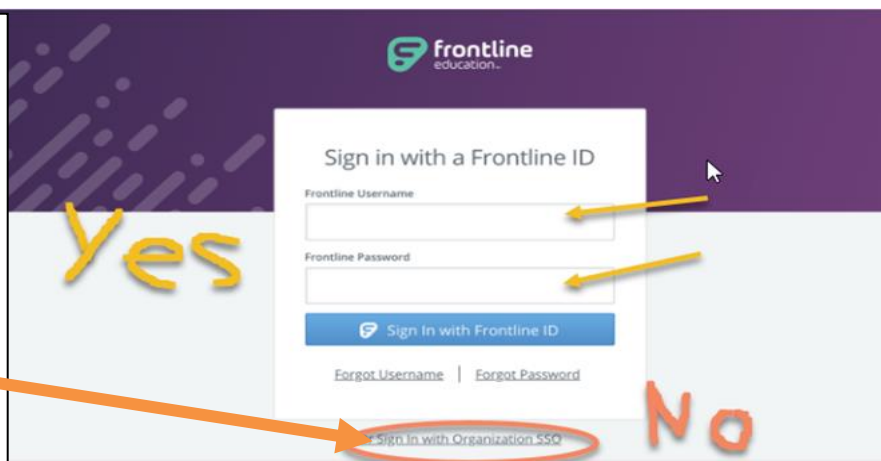 frontline
education™
Sign in with a Frontline ID
Frontline Username
Yes
Frontline Password
Sign In with Frontline ID
Forgot Username | Forgot Password
Sign In with Organization SSO
No